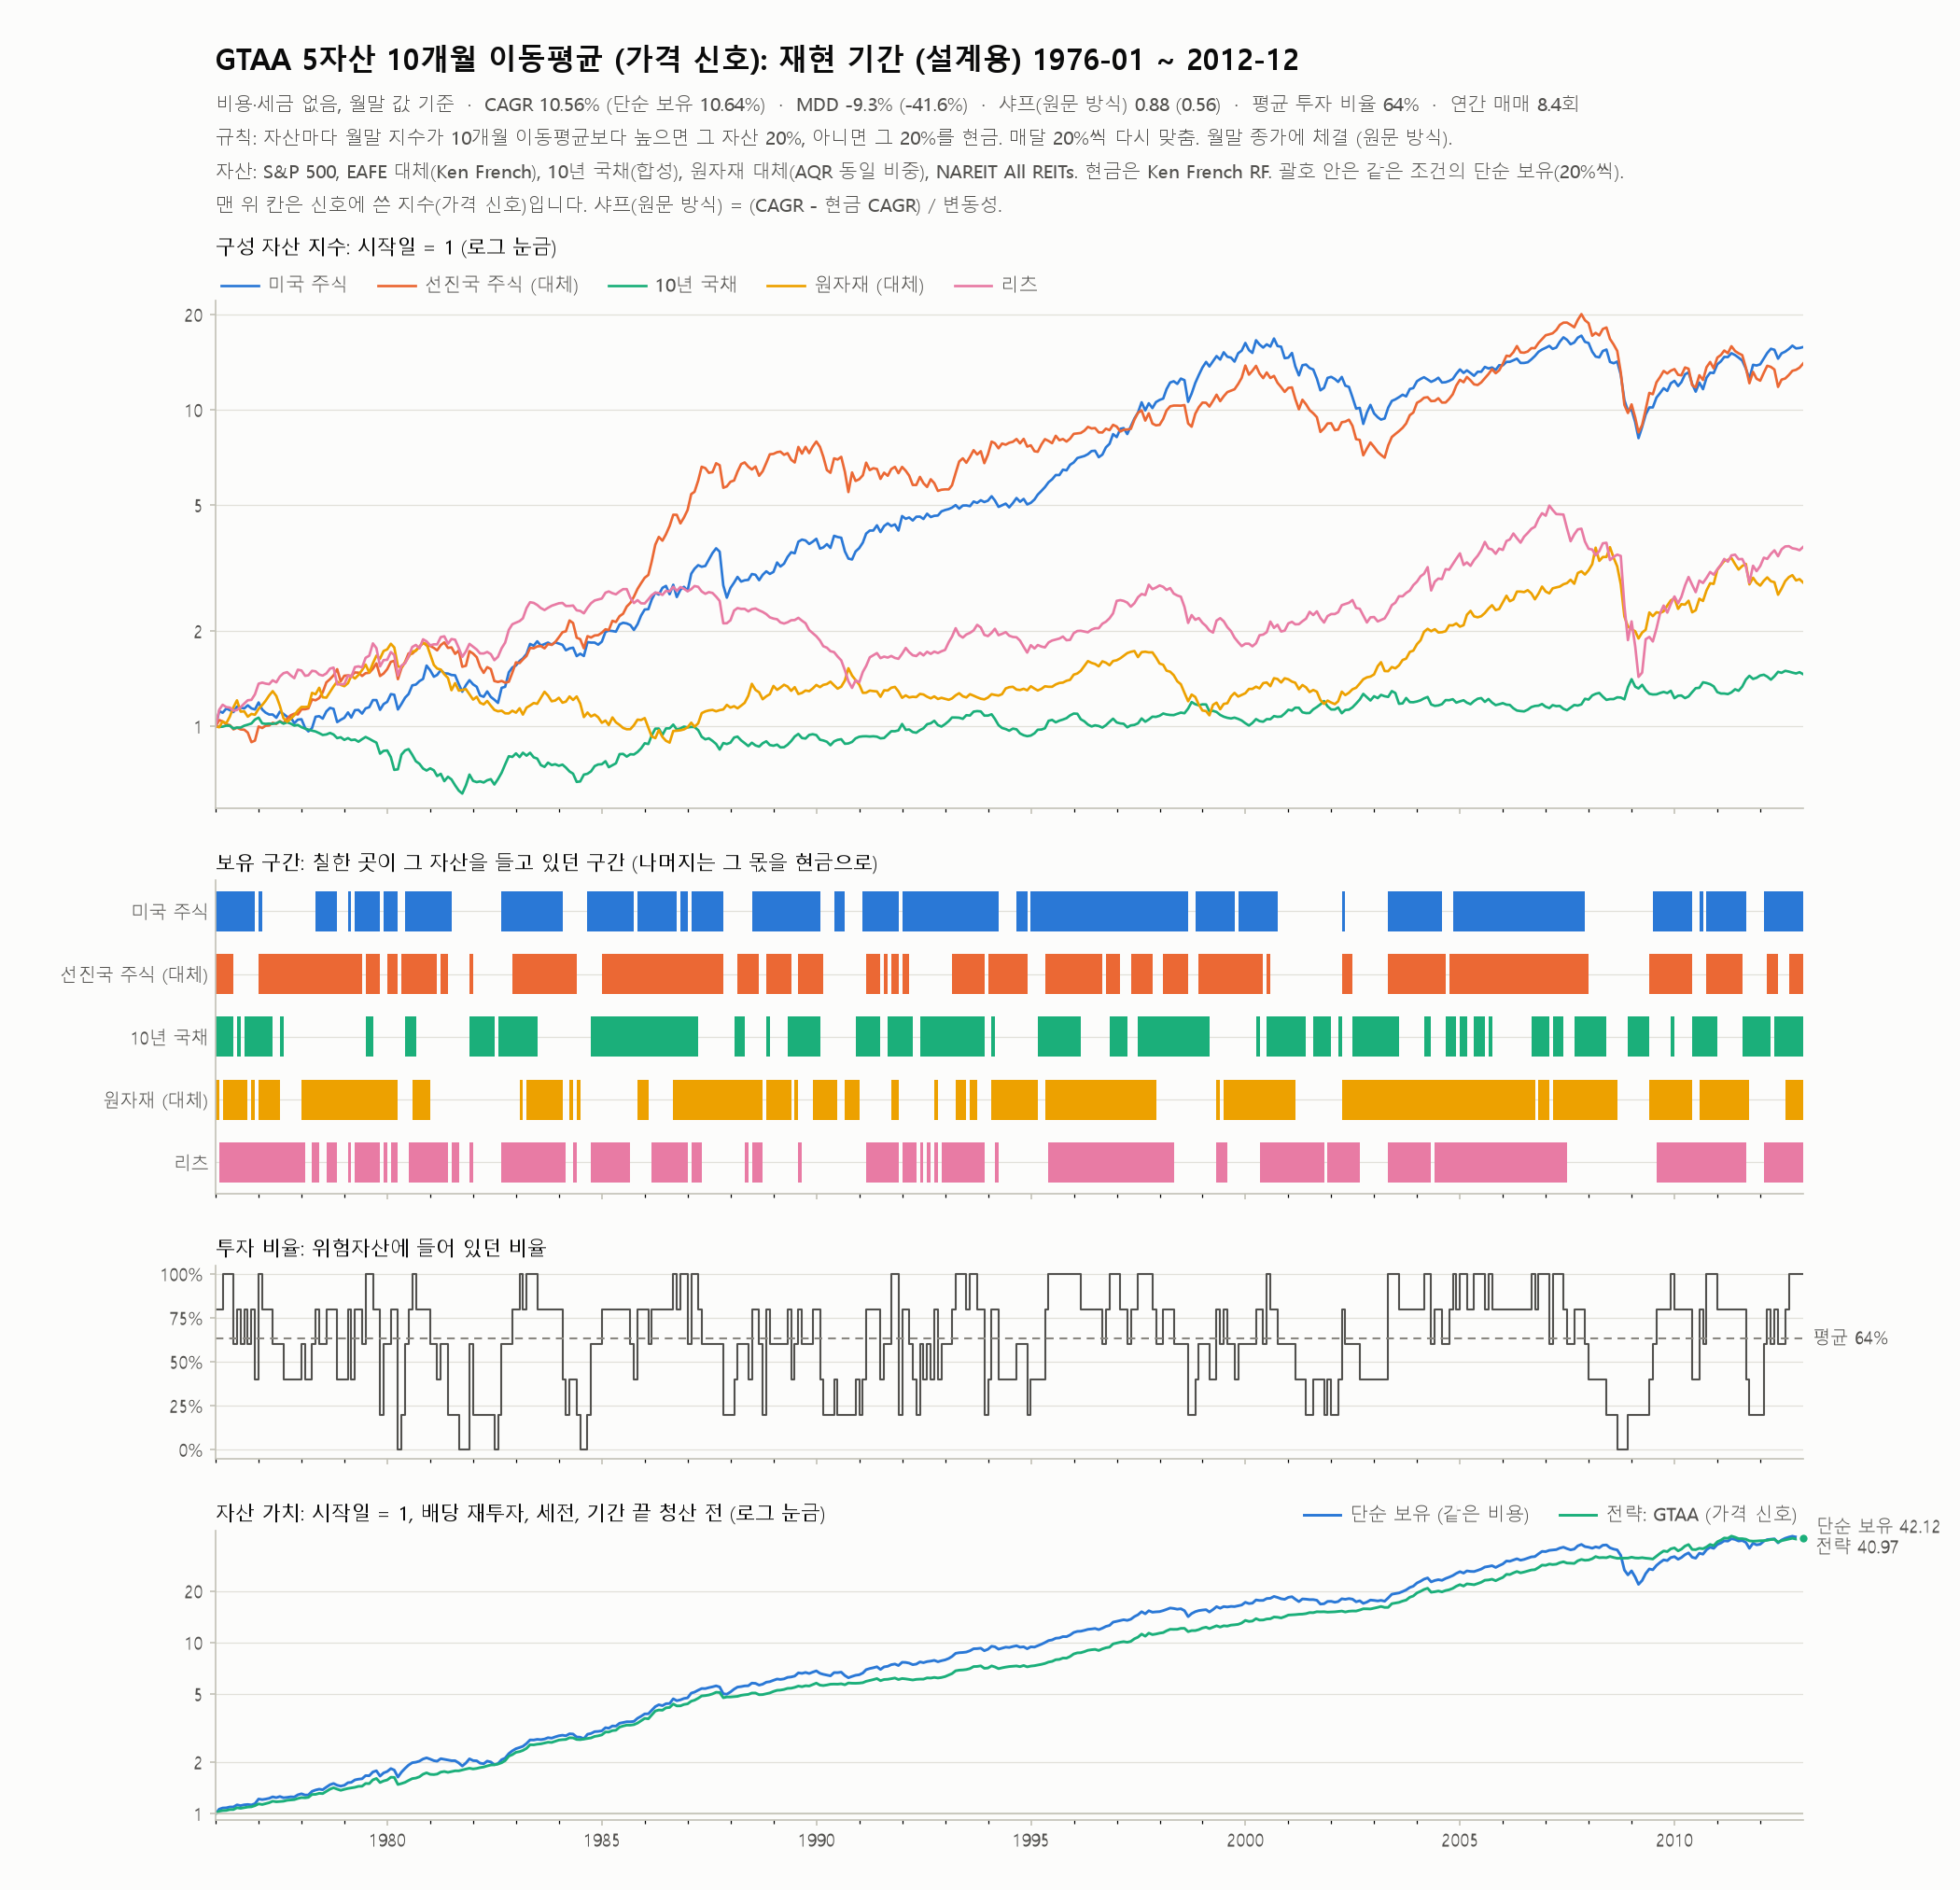 GTAA 5자산 10개월 이동평균 (가격 신호): 재현 기간 (설계용) 1976-01 ~ 2012-12
비용·세금 없음, 월말 값 기준 · CAGR 10.56% (단순 보유 10.64%) · MDD -9.3% (-41.6%) · 샤프(원문 방식) 0.88 (0.56) · 평균 투자 비율 64% · 연간 매매 8.4회
규칙: 자산마다 월말 지수가 10개월 이동평균보다 높으면 그 자산 20%, 아니면 그 20%를 현금. 매달 20%씩 다시 맞춤. 월말 종가에 체결 (원문 방식).
자산: S&P 500, EAFE 대체(Ken French), 10년 국채(합성), 원자재 대체(AQR 동일 비중), NAREIT All REITs. 현금은 Ken French RF. 괄호 안은 같은 조건의 단순 보유(20%씩).
맨 위 칸은 신호에 쓴 지수(가격 신호)입니다. 샤프(원문 방식) = (CAGR - 현금 CAGR) / 변동성.
구성 자산 지수: 시작일 = 1 (로그 눈금)
미국 주식 선진국 주식 (대체) 10년 국채 원자재 (대체) 리츠
20
10
5
2
1
보유 구간: 칠한 곳이 그 자산을 들고 있던 구간 (나머지는 그 몫을 현금으로)
미국 주식
선진국 주식 (대체)
10년 국채
원자재 (대체)
리츠
투자 비율: 위험자산에 들어 있던 비율
100%
75%
50%
25%
0%
평균 64%
자산 가치: 시작일 = 1, 배당 재투자, 세전, 기간 끝 청산 전 (로그 눈금)
단순 보유 (같은 비용) 전략: GTAA (가격 신호)
단순 보유 42.12
전략 40.97
20
10
5
2
1
1980 1985 1990 1995 2000 2005 2010